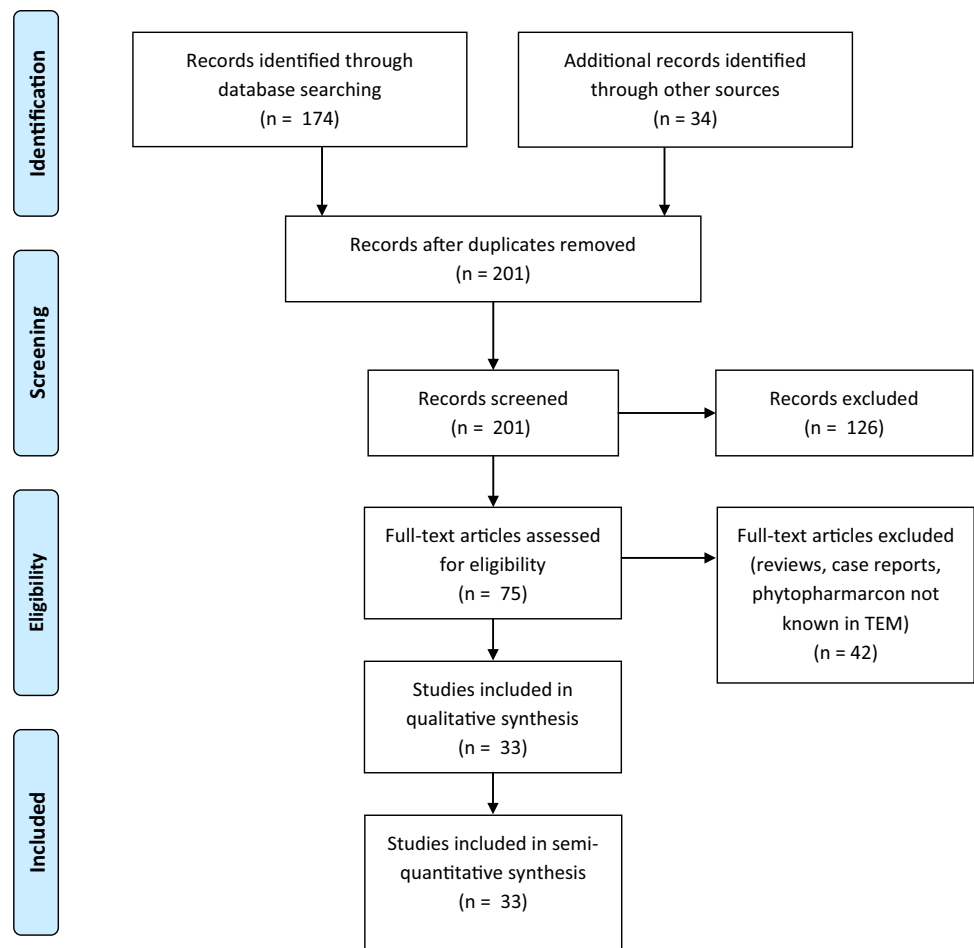 Identification
Records identified through
database searching
(n = 174)
Additional records identified
through other sources
(n = 34)
Records after duplicates removed
(n = 201)
Screening
Records screened
(n = 201)
Records excluded
(n = 126)
Eligibility
Full-text articles assessed
for eligibility
(n = 75)
Full-text articles excluded
(reviews, case reports,
phytopharmarcon not
known in TEM)
(n = 42)
Studies included in
qualitative synthesis
(n = 33)
Included
Studies included in semi-
quantitative synthesis
(n = 33)